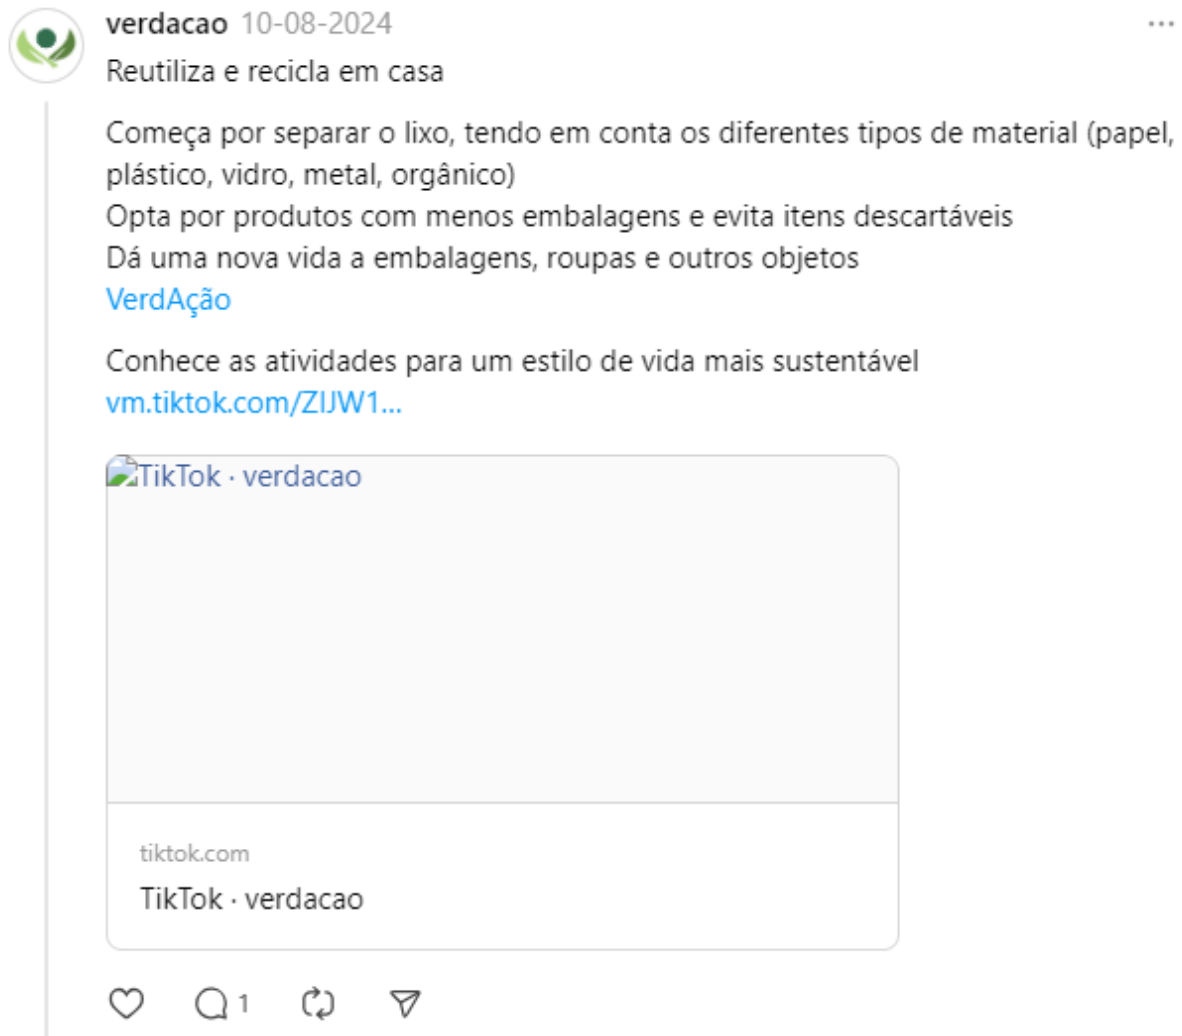 verdacao 10-08-2024
Reutiliza e recicla em casa
Começa por separar o lixo, tendo em conta os diferentes tipos de material (papel,
plástico, vidro, metal, orgânico)
Opta por produtos com menos embalagens e evita itens descartáveis
Dá uma nova vida a embalagens, roupas e outros objetos
VerdAção
Conhece as atividades para um estilo de vida mais sustentável
vm.tiktok.com/ZIJW1...
TikTok · verdacao
tiktok.com
TikTok · verdacao
1